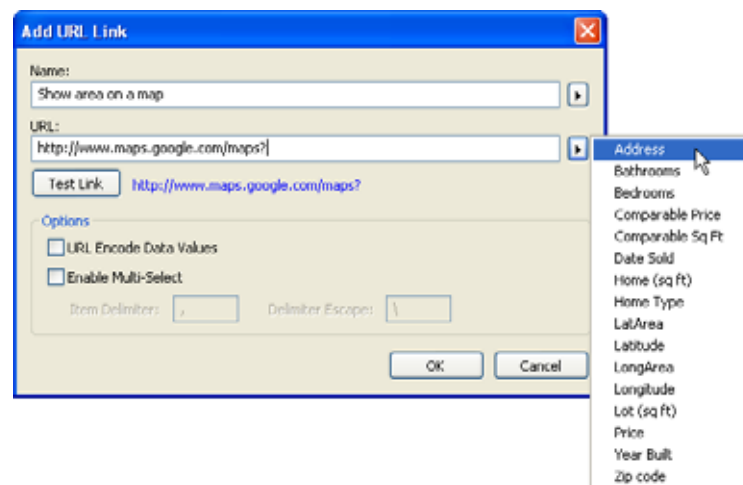 Add URL Link
Name:
Show area on a map
URL:
http://www.maps.google.com/maps?
Test Link http://www.maps.google.com/maps?
Options
URL Encode Data Values
Enable Multi-Select
Item Delimiter: , Delimiter Escape: \
OK Cancel
Address
Bathrooms
Bedrooms
Comparable Price
Comparable Sq Ft
Date Sold
Home (sq ft)
Home Type
LatArea
Latitude
LongArea
Longitude
Lot (sq ft)
Price
Year Built
Zip code